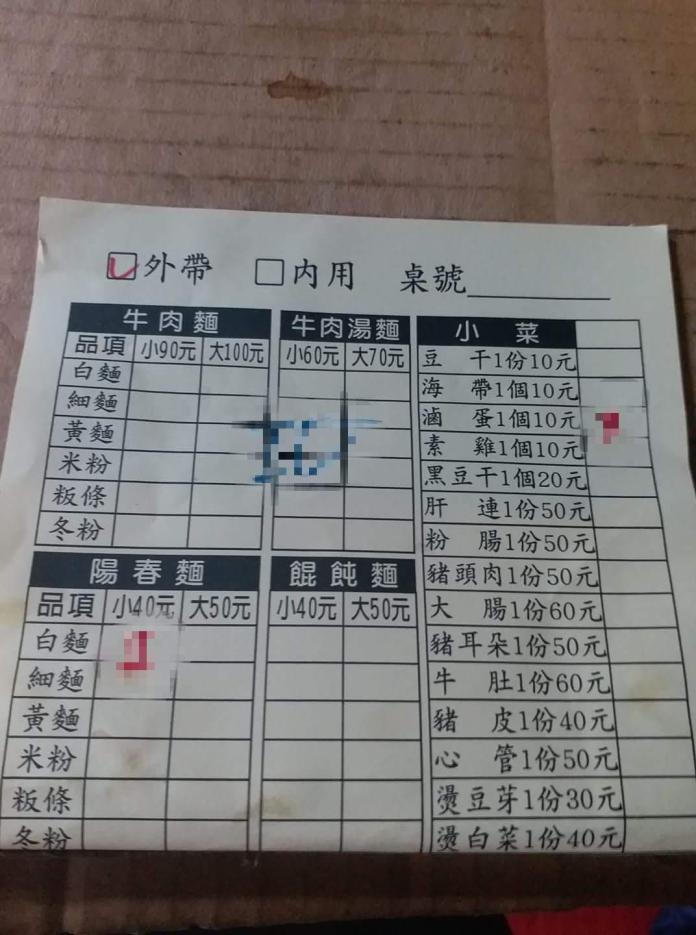 外帶 內用 桌號
牛肉麵
品項 小90元 大100元
白麵
細麵
黃麵
米粉
粄條
冬粉
牛肉湯麵
小60元 大70元
陽春麵
品項 小40元 大50元
白麵
細麵
黃麵
米粉
粄條
冬粉
餛飩麵
小40元 大50元
小菜
豆干1份10元
海帶1個10元
滷蛋1個10元
素雞1個10元
黑豆干1個20元
肝連1份50元
粉腸1份50元
豬頭肉1份50元
大腸1份60元
豬耳朵1份50元
牛肚1份60元
豬皮1份40元
心管1份50元
燙豆芽1份30元
燙白菜1份40元